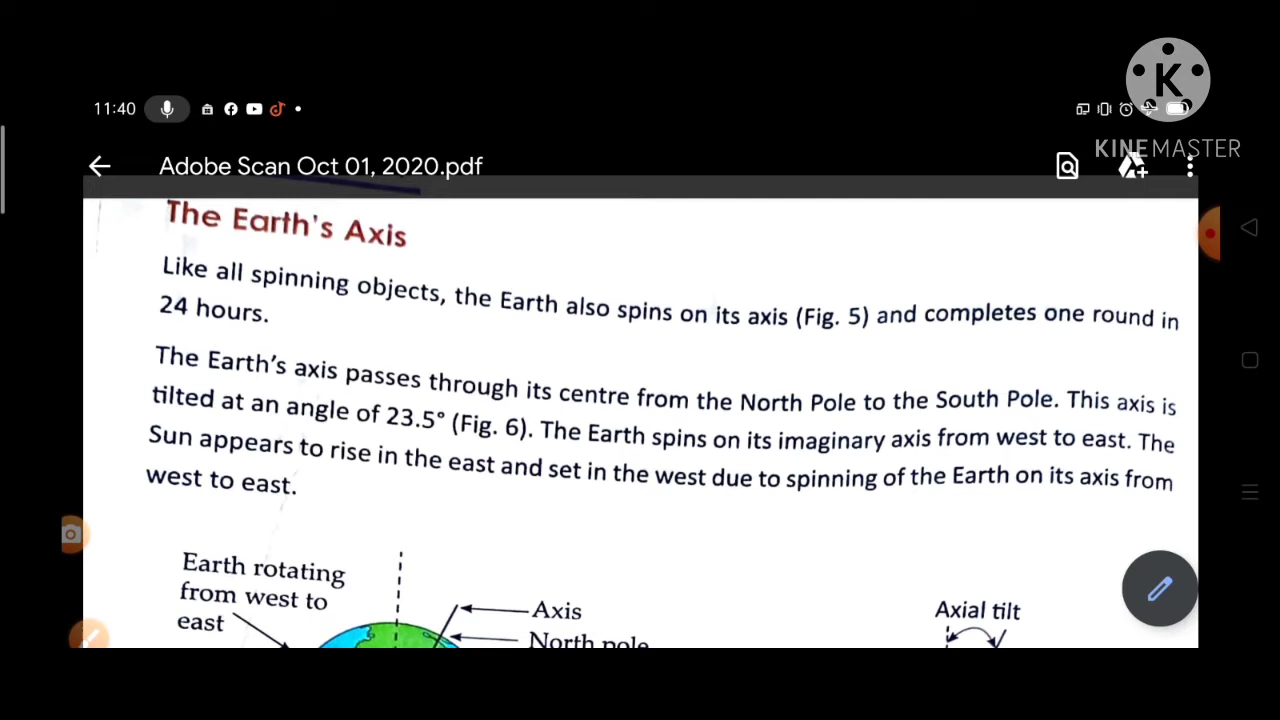 11:40
KINEMASTER
Adobe Scan Oct 01, 2020.pdf
The Earth's Axis
Like all spinning objects, the Earth also spins on its axis (Fig. 5) and completes one round in
24 hours.
The Earth's axis passes through its centre from the North Pole to the South Pole. This axis is
tilted at an angle of 23.5° (Fig. 6). The Earth spins on its imaginary axis from west to east. The
Sun appears to rise in the east and set in the west due to spinning of the Earth on its axis from
west to east.
Earth rotating
from west to
east
Axis
North pole
Axial tilt